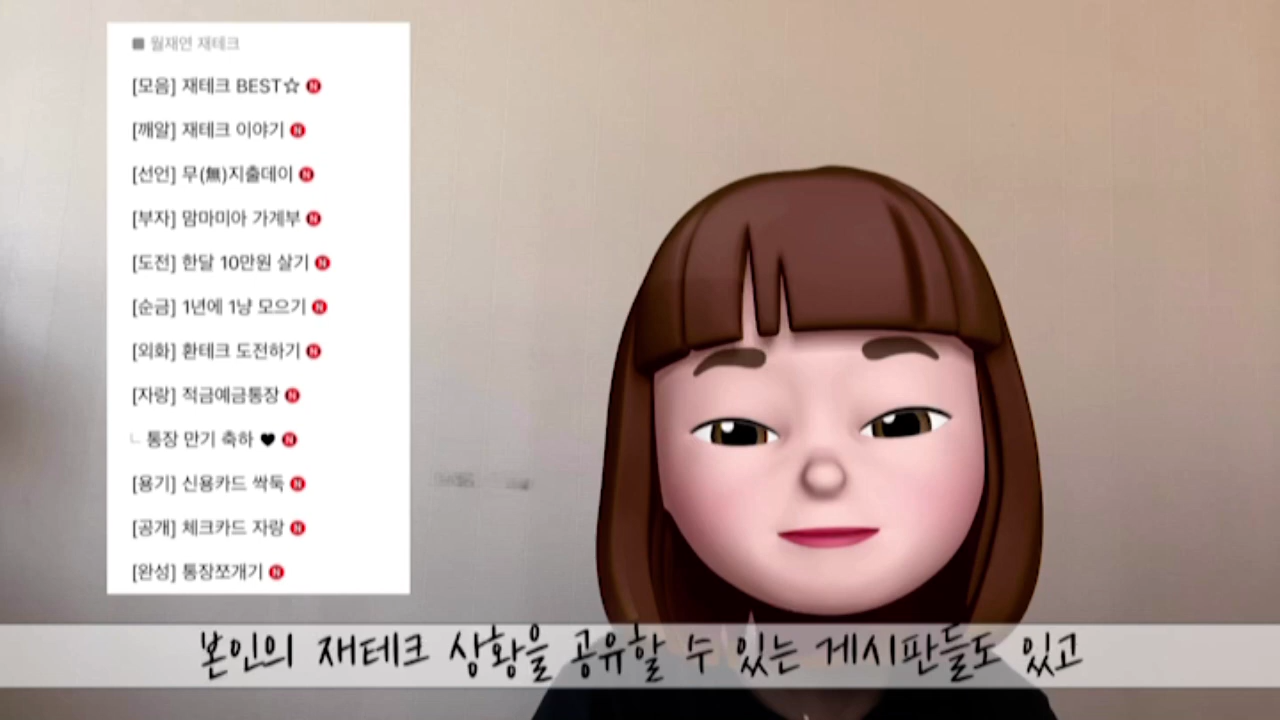 월재연 재테크
[모음] 재테크 BEST☆ N
[깨알] 재테크 이야기 N
[선언] 무(無)지출데이 N
[부자] 맘마미아 가계부 N
[도전] 한달 10만원 살기 N
[순금] 1년에 1냥 모으기 N
[외화] 환테크 도전하기 N
[자랑] 적금예금통장 N
ㄴ 통장 만기 축하 ♥ N
[용기] 신용카드 싹둑 N
[공개] 체크카드 자랑 N
[완성] 통장쪼개기 N
본인의 재테크 상황을 공유할 수 있는 게시판들도 있고